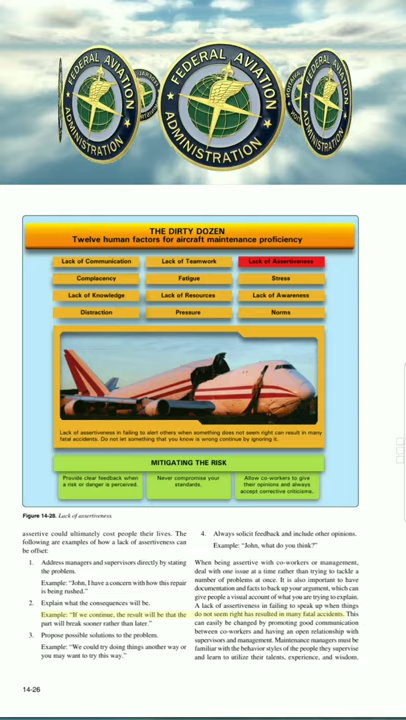 FEDERAL AVIATION
ADMINISTRATION
FEDERAL AVIATION
ADMINISTRATION
FEDERAL AVIATION
ADMINISTRATION
THE DIRTY DOZEN
Twelve human factors for aircraft maintenance proficiency
Lack of Communication
Lack of Teamwork
Lack of Assertiveness
Complacency
Fatigue
Stress
Lack of Knowledge
Lack of Resources
Lack of Awareness
Distraction
Pressure
Norms
Lack of assertiveness in failing to alert others when something does not seem right can result in many
fatal accidents. Do not let something that you know is wrong continue by ignoring it.
MITIGATING THE RISK
Provide clear feedback when
a risk or danger is perceived.
Never compromise your
standards.
Allow co-workers to give
their opinions and always
accept corrective criticisms.
Figure 14-28. Lack of assertiveness
assertive could ultimately cost people their lives. The
following are examples of how a lack of assertiveness can
be offset:
1. Address managers and supervisors directly by stating
the problem.
Example: “John, I have a concern with how this repair
is being rushed.”
2. Explain what the consequences will be.
Example: “If we continue, the result will be that the
part will break sooner rather than later.”
3. Propose possible solutions to the problem.
Example: “We could try doing things another way or
you may want to try this way.”
4. Always solicit feedback and include other opinions.
Example: “John, what do you think?”
When being assertive with co-workers or management,
deal with one issue at a time rather than trying to tackle a
number of problems at once. It is also important to have
documentation and facts to back up your argument, which can
give people a visual account of what you are trying to explain.
A lack of assertiveness in failing to speak up when things
do not seem right has resulted in many fatal accidents. This
can easily be changed by promoting good communication
between co-workers and having an open relationship with
supervisors and management. Maintenance managers must be
familiar with the behavior styles of the people they supervise
and learn to utilize their talents, experience, and wisdom.
14-26